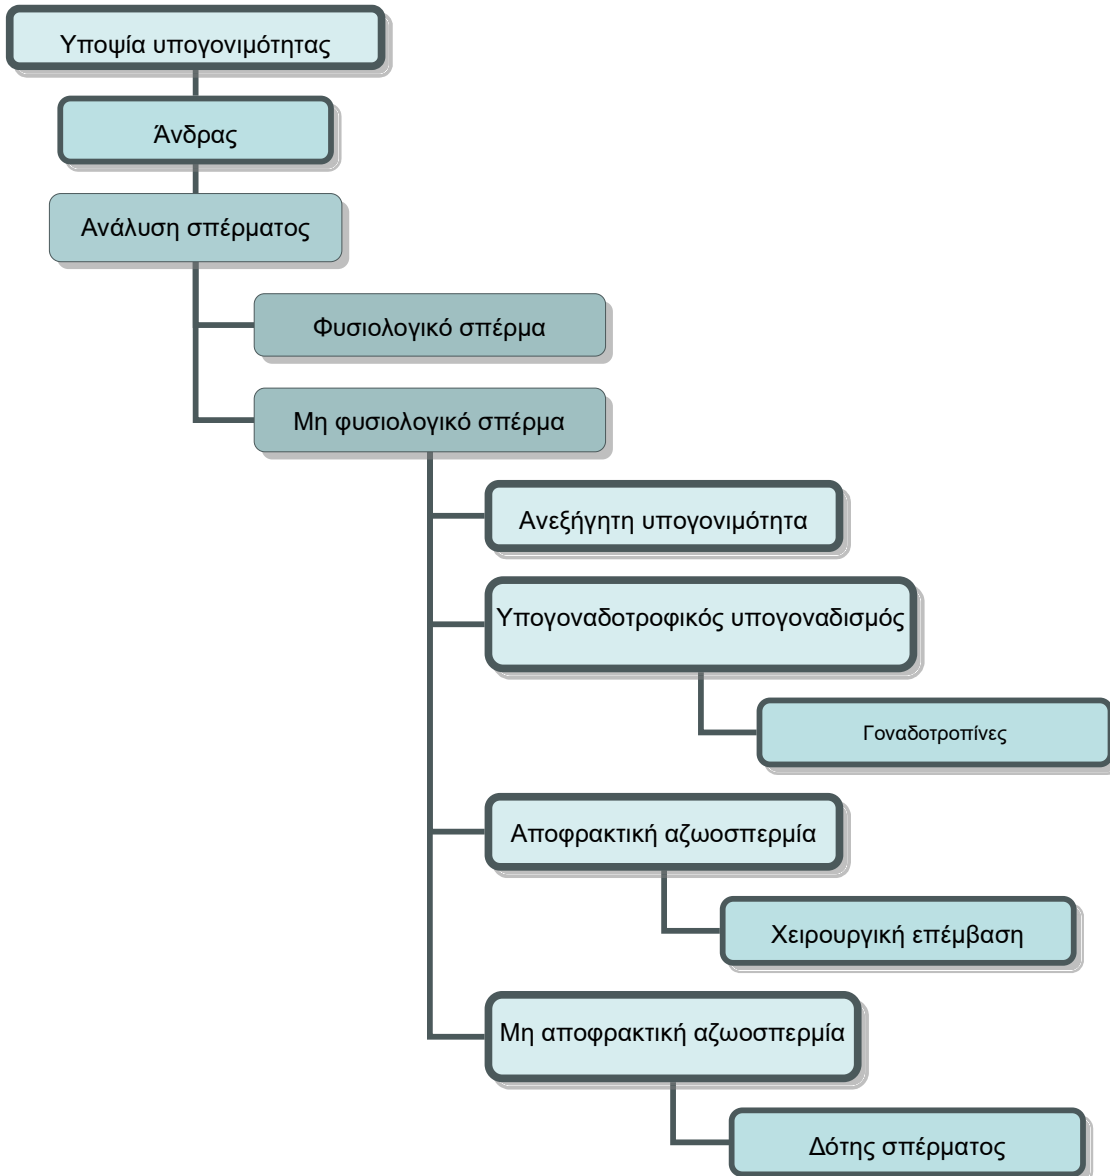 Υποψία υπογονιμότητας
Άνδρας
Ανάλυση σπέρματος
Φυσιολογικό σπέρμα
Μη φυσιολογικό σπέρμα
Ανεξήγητη υπογονιμότητα
Υπογοναδοτροφικός υπογοναδισμός
Γοναδοτροπίνες
Αποφρακτική αζωοσπερμία
Χειρουργική επέμβαση
Μη αποφρακτική αζωοσπερμία
Δότης σπέρματος